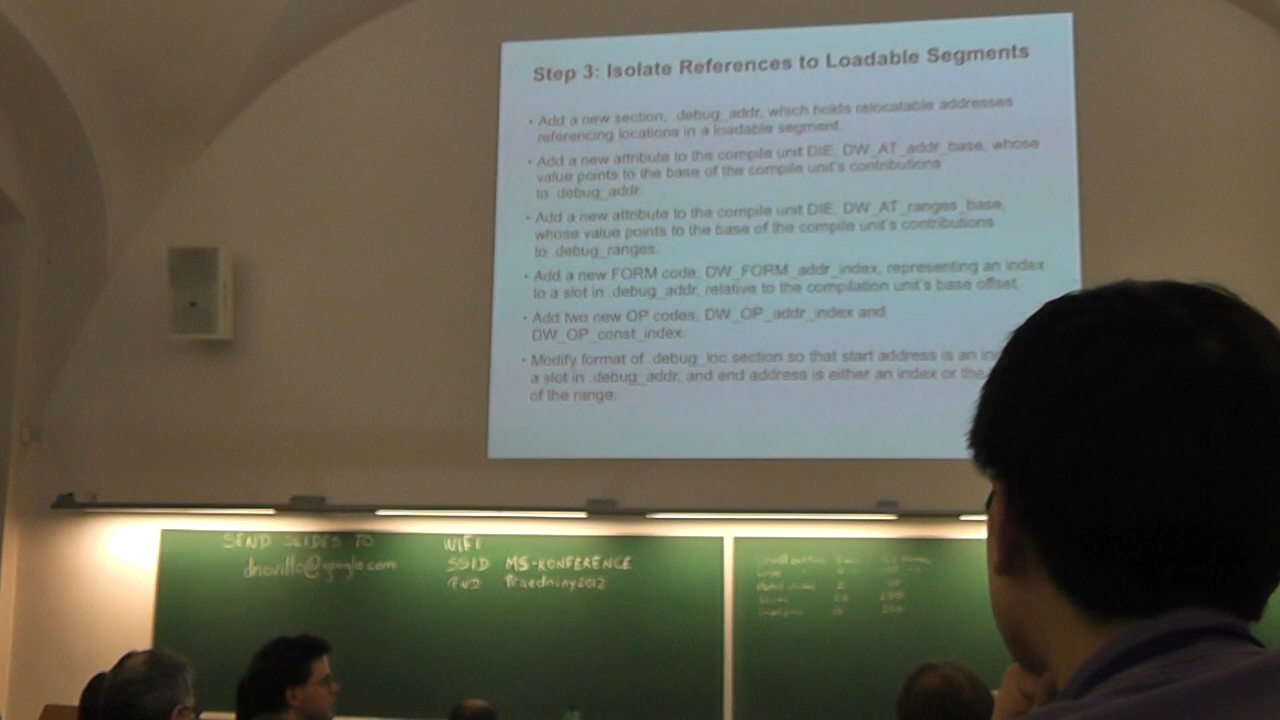 Step 3: Isolate References to Loadable Segments
• Add a new section, .debug_addr, which holds relocatable addresses
referencing locations in a loadable segment.
• Add a new attribute to the compile unit DIE, DW_AT_addr_base, whose
value points to the base of the compile unit's contributions
to .debug_addr.
• Add a new attribute to the compile unit DIE, DW_AT_ranges_base,
whose value points to the base of the compile unit's contributions
to .debug_ranges.
• Add a new FORM code, DW_FORM_addr_index, representing an index
to a slot in .debug_addr, relative to the compilation unit's base offset.
• Add two new OP codes, DW_OP_addr_index and
DW_OP_const_index.
• Modify format of .debug_loc section so that start address is an
a slot in .debug_addr, and end address is either an index or the
of the range.
SEND SLIDES TO
dnovillo@google.com
WIFI
SSID MS-KONFERENCE
PWD